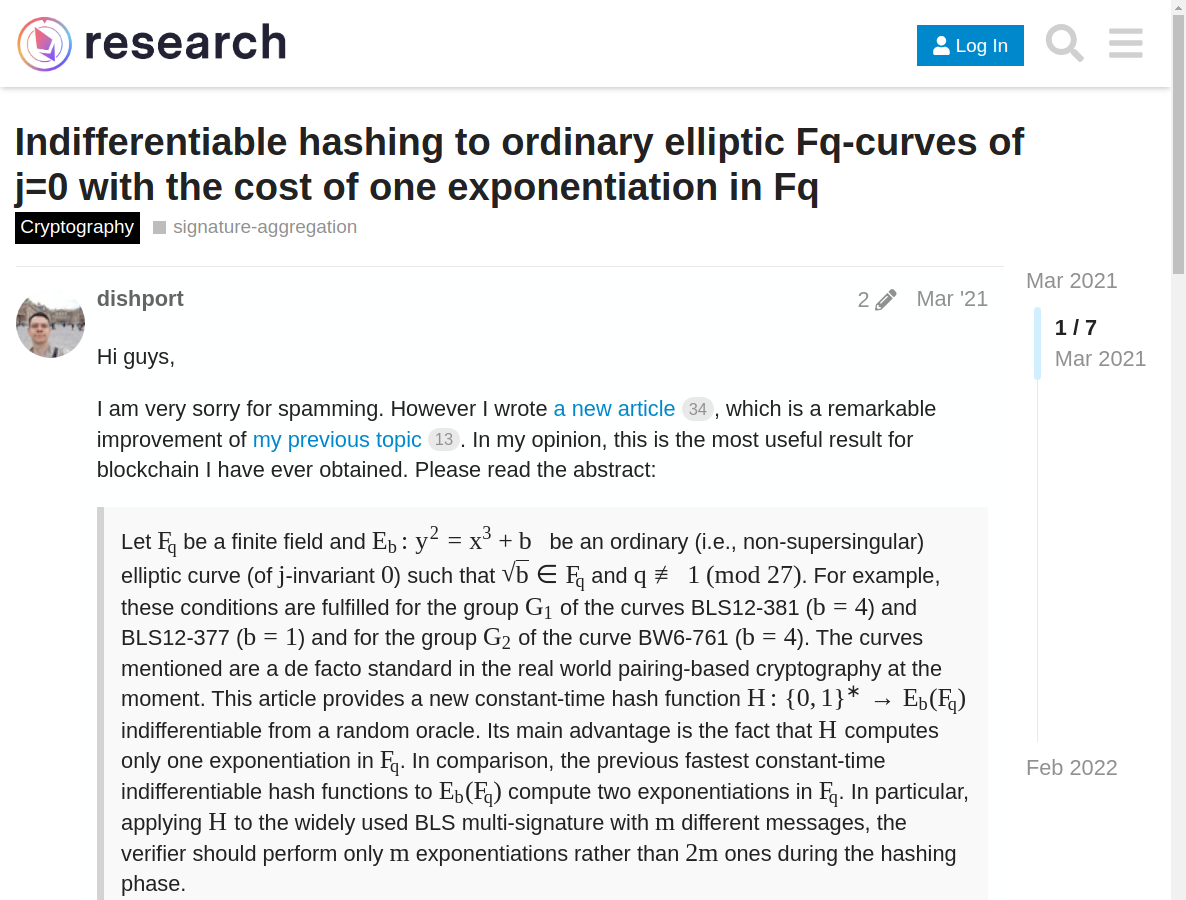 research
Log In
Indifferentiable hashing to ordinary elliptic Fq-curves of
j=0 with the cost of one exponentiation in Fq
Cryptography signature-aggregation
dishport 2 Mar '21
Hi guys,
I am very sorry for spamming. However I wrote a new article 34, which is a remarkable
improvement of my previous topic 13. In my opinion, this is the most useful result for
blockchain I have ever obtained. Please read the abstract:
Let F_q be a finite field and E_b : y^2 = x^3 + b be an ordinary (i.e., non-supersingular)
elliptic curve (of j-invariant 0) such that √b ∈ F_q and q ≢ 1 (mod 27). For example,
these conditions are fulfilled for the group G_1 of the curves BLS12-381 (b = 4) and
BLS12-377 (b = 1) and for the group G_2 of the curve BW6-761 (b = 4). The curves
mentioned are a de facto standard in the real world pairing-based cryptography at the
moment. This article provides a new constant-time hash function H : {0, 1}^* → E_b(F_q)
indifferentiable from a random oracle. Its main advantage is the fact that H computes
only one exponentiation in F_q. In comparison, the previous fastest constant-time
indifferentiable hash functions to E_b(F_q) compute two exponentiations in F_q. In particular,
applying H to the widely used BLS multi-signature with m different messages, the
verifier should perform only m exponentiations rather than 2m ones during the hashing
phase.
Mar 2021
1 / 7
Mar 2021
Feb 2022